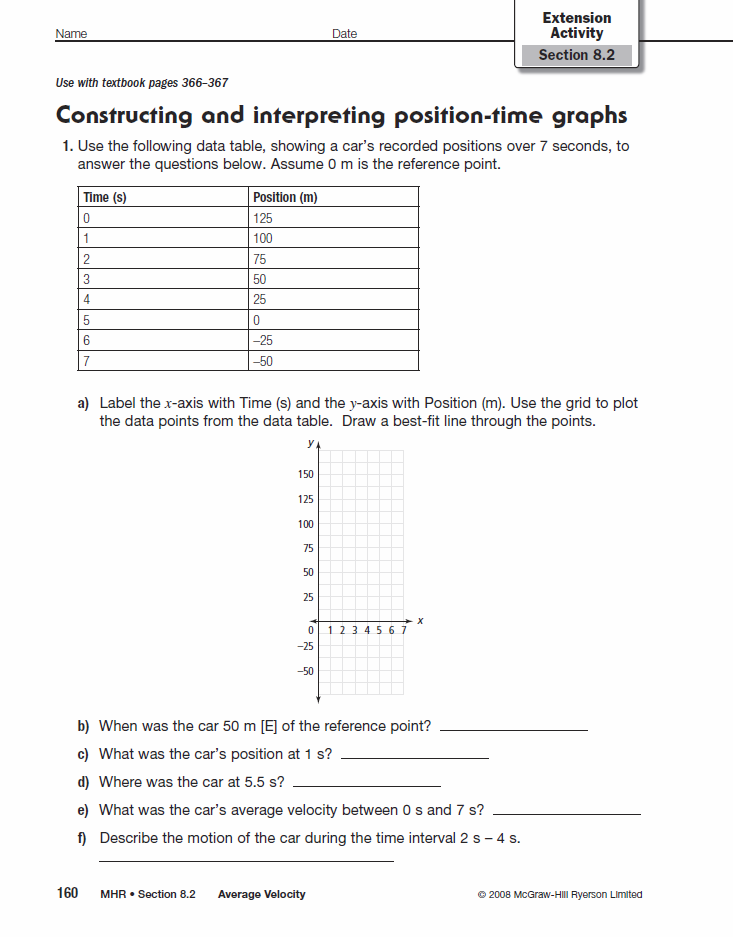 Name Date
Extension
Activity
Section 8.2
Use with textbook pages 366–367
Constructing and interpreting position-time graphs
1. Use the following data table, showing a car's recorded positions over 7 seconds, to
answer the questions below. Assume 0 m is the reference point.
Time (s) Position (m)
0 125
1 100
2 75
3 50
4 25
5 0
6 –25
7 –50
a) Label the x-axis with Time (s) and the y-axis with Position (m). Use the grid to plot
the data points from the data table. Draw a best-fit line through the points.
y
150
125
100
75
50
25
x
0 1 2 3 4 5 6 7
–25
–50
b) When was the car 50 m [E] of the reference point?
c) What was the car's position at 1 s?
d) Where was the car at 5.5 s?
e) What was the car's average velocity between 0 s and 7 s?
f) Describe the motion of the car during the time interval 2 s – 4 s.
160 MHR • Section 8.2 Average Velocity © 2008 McGraw-Hill Ryerson Limited